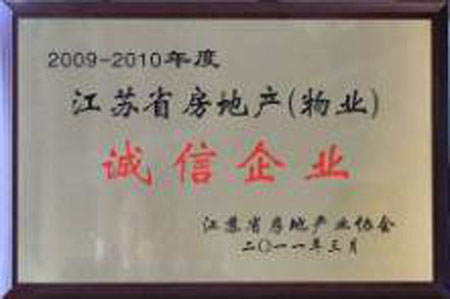 2009-2010年度
江苏省房地产(物业)
诚信企业
江苏省房地产业协会
二〇一一年三月